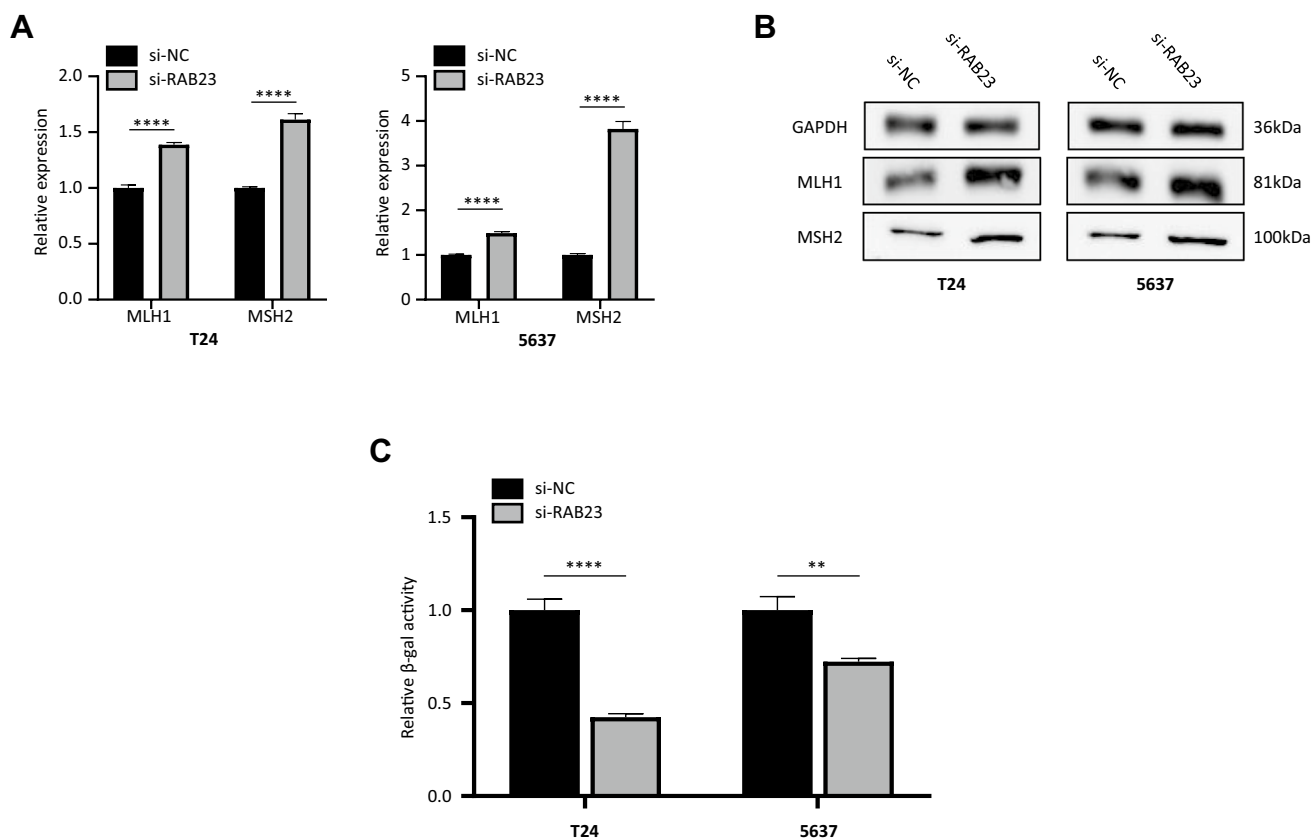 A
si-NC
si-RAB23
2.0
1.5
1.0
0.5
0.0
Relative expression
****
****
MLH1 MSH2
T24
si-NC
si-RAB23
5
4
3
2
1
0
Relative expression
****
****
MLH1 MSH2
5637
B
si-NC si-RAB23 si-NC si-RAB23
GAPDH 36kDa
MLH1 81kDa
MSH2 100kDa
T24 5637
C
si-NC
si-RAB23
1.5
1.0
0.5
0.0
Relative β-gal activity
**** **
T24 5637